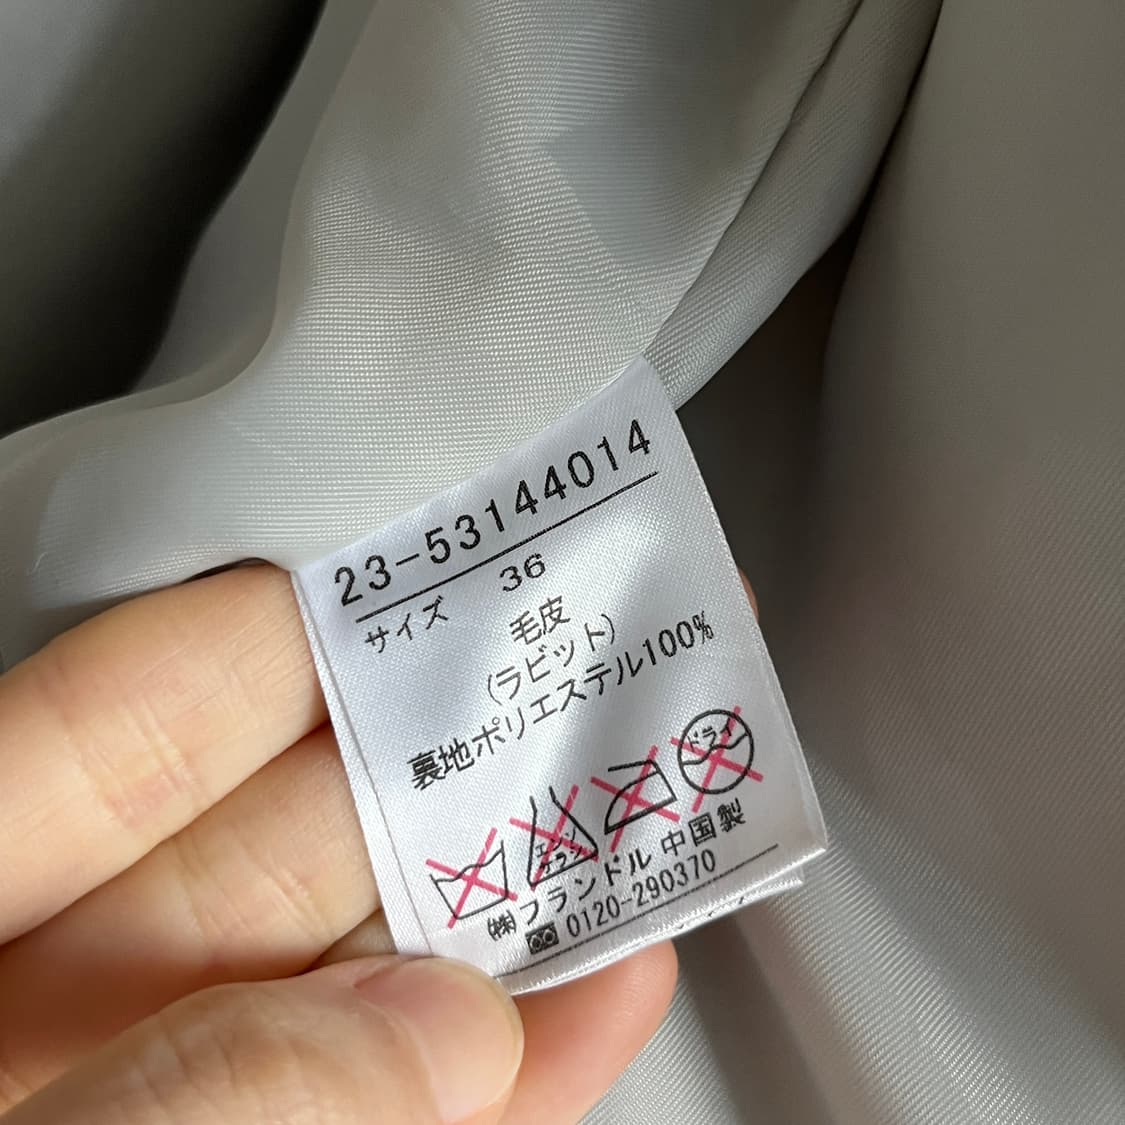 23-53144014
サイズ 36
毛皮
(ラビット)
裏地ポリエステル100%
エンソ
サラシ
ドライ
㈱フランドル 中国製
0120-290370